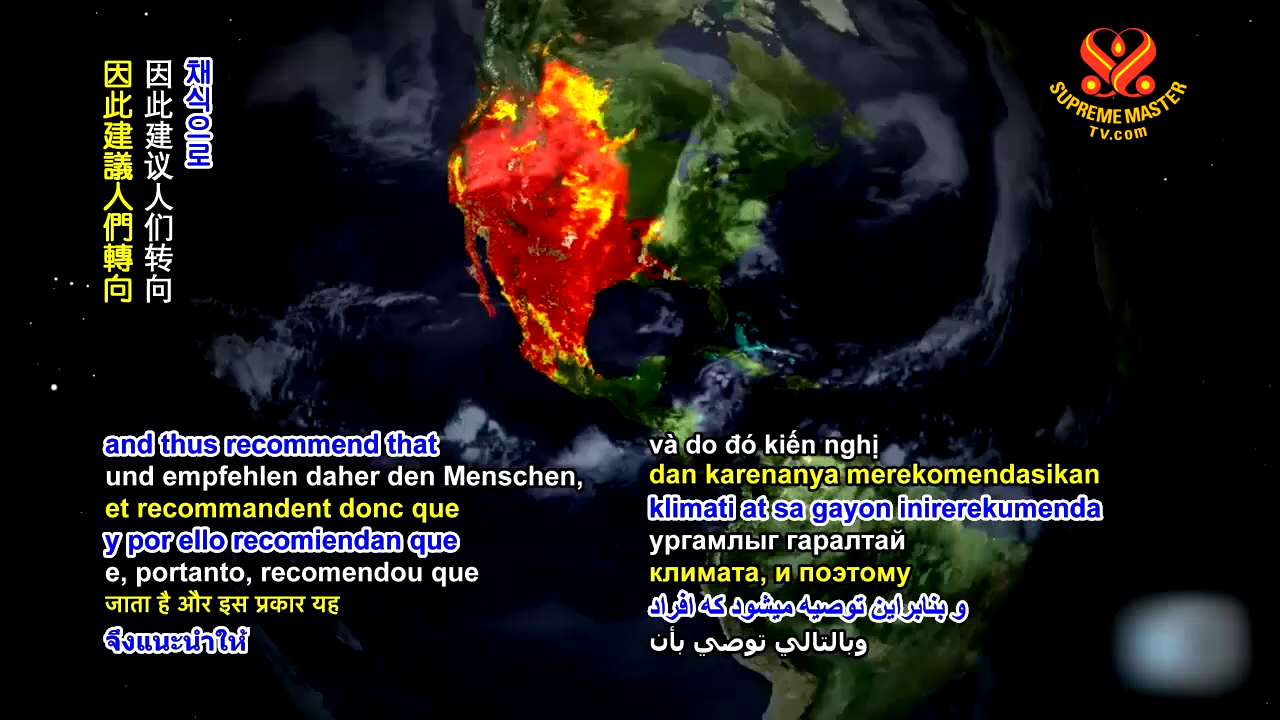 因此建議人們轉向
因此建议人们转向
채식으로
SUPREME MASTER
TV.com
and thus recommend that
und empfehlen daher den Menschen,
et recommandent donc que
y por ello recomiendan que
e, portanto, recomendou que
जाता है और इस प्रकार यह
จึงแนะนำให้
và do đó kiến nghị
dan karenanya merekomendasikan
klimati at sa gayon inirerekumenda
ургамлыг гаралтай
климата, и поэтому
و بنابراین توصیه میشود که افراد
وبالتالي توصي بأن